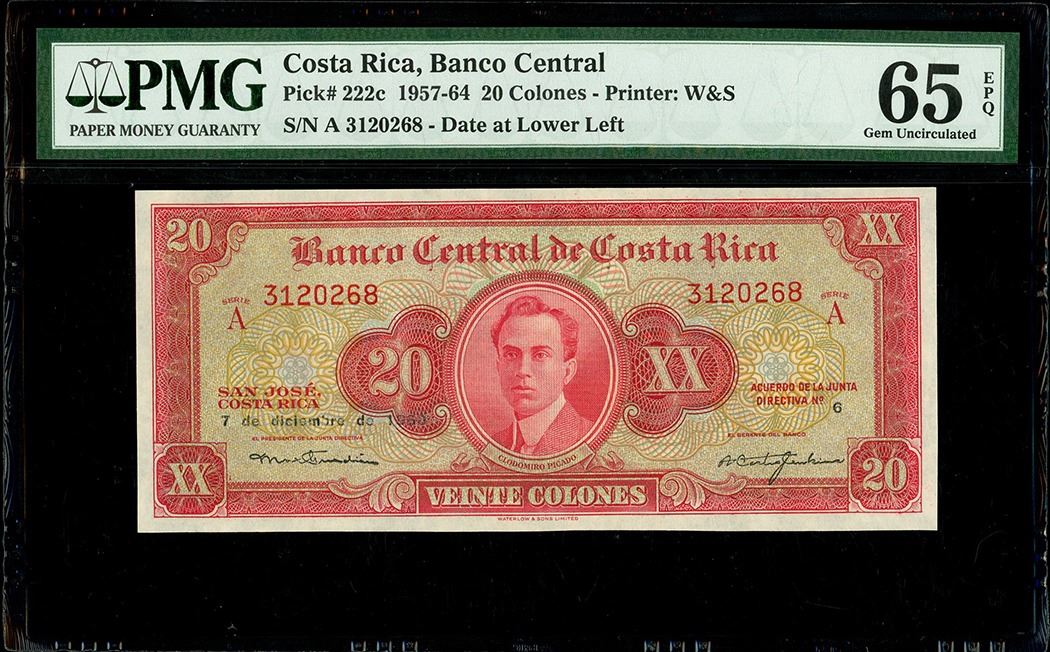 PMG
PAPER MONEY GUARANTY
Costa Rica, Banco Central
Pick# 222c 1957-64 20 Colones - Printer: W&S
S/N A 3120268 - Date at Lower Left
65
EPQ
Gem Uncirculated
20
XX
Banco Central de Costa Rica
SERIE
A
3120268
3120268
SERIE
A
20
XX
SAN JOSÉ,
COSTA RICA
7 de diciembre de
ACUERDO DE LA JUNTA
DIRECTIVA Nº 6
EL PRESIDENTE DE LA JUNTA DIRECTIVA
EL GERENTE DEL BANCO
CLODOMIRO PICADO
XX
VEINTE COLONES
20
WATERLOW & SONS LIMITED